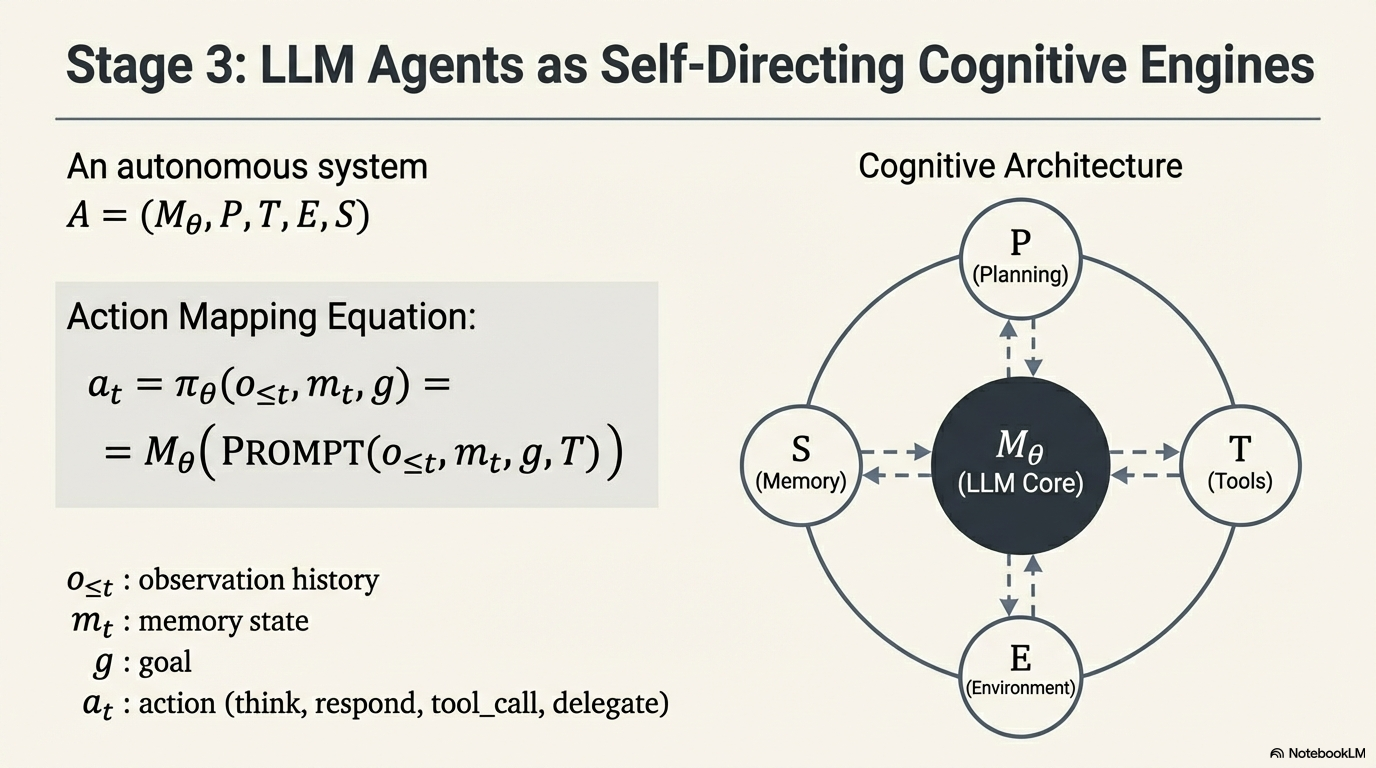 Stage 3: LLM Agents as Self-Directing Cognitive Engines
An autonomous system
A = (M_θ, P, T, E, S)
Action Mapping Equation:
a_t = π_θ(o_≤t, m_t, g) =
= M_θ(PROMPT(o_≤t, m_t, g, T))
o_≤t : observation history
m_t : memory state
g : goal
a_t : action (think, respond, tool_call, delegate)
Cognitive Architecture
P
(Planning)
S
(Memory)
M_θ
(LLM Core)
T
(Tools)
E
(Environment)
NotebookLM